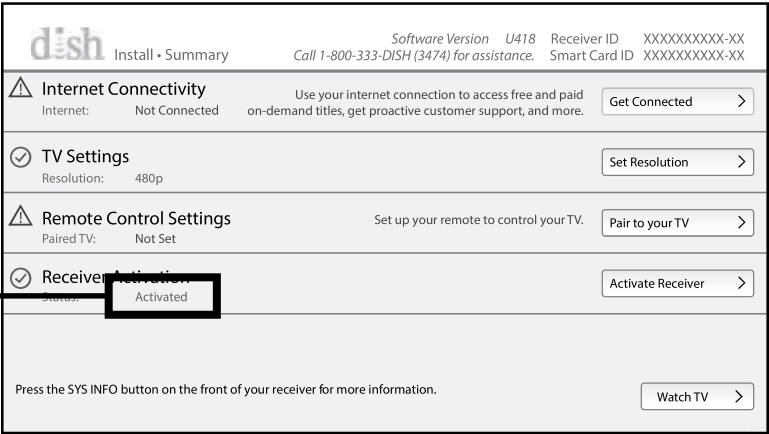 dish Install • Summary
Software Version U418 Receiver ID XXXXXXXXXX-XX
Call 1-800-333-DISH (3474) for assistance. Smart Card ID XXXXXXXXXX-XX
Internet Connectivity
Internet: Not Connected
Use your internet connection to access free and paid
on-demand titles, get proactive customer support, and more.
Get Connected
TV Settings
Resolution: 480p
Set Resolution
Remote Control Settings
Paired TV: Not Set
Set up your remote to control your TV.
Pair to your TV
Receiver Activation
Status: Activated
Activate Receiver
Press the SYS INFO button on the front of your receiver for more information.
Watch TV